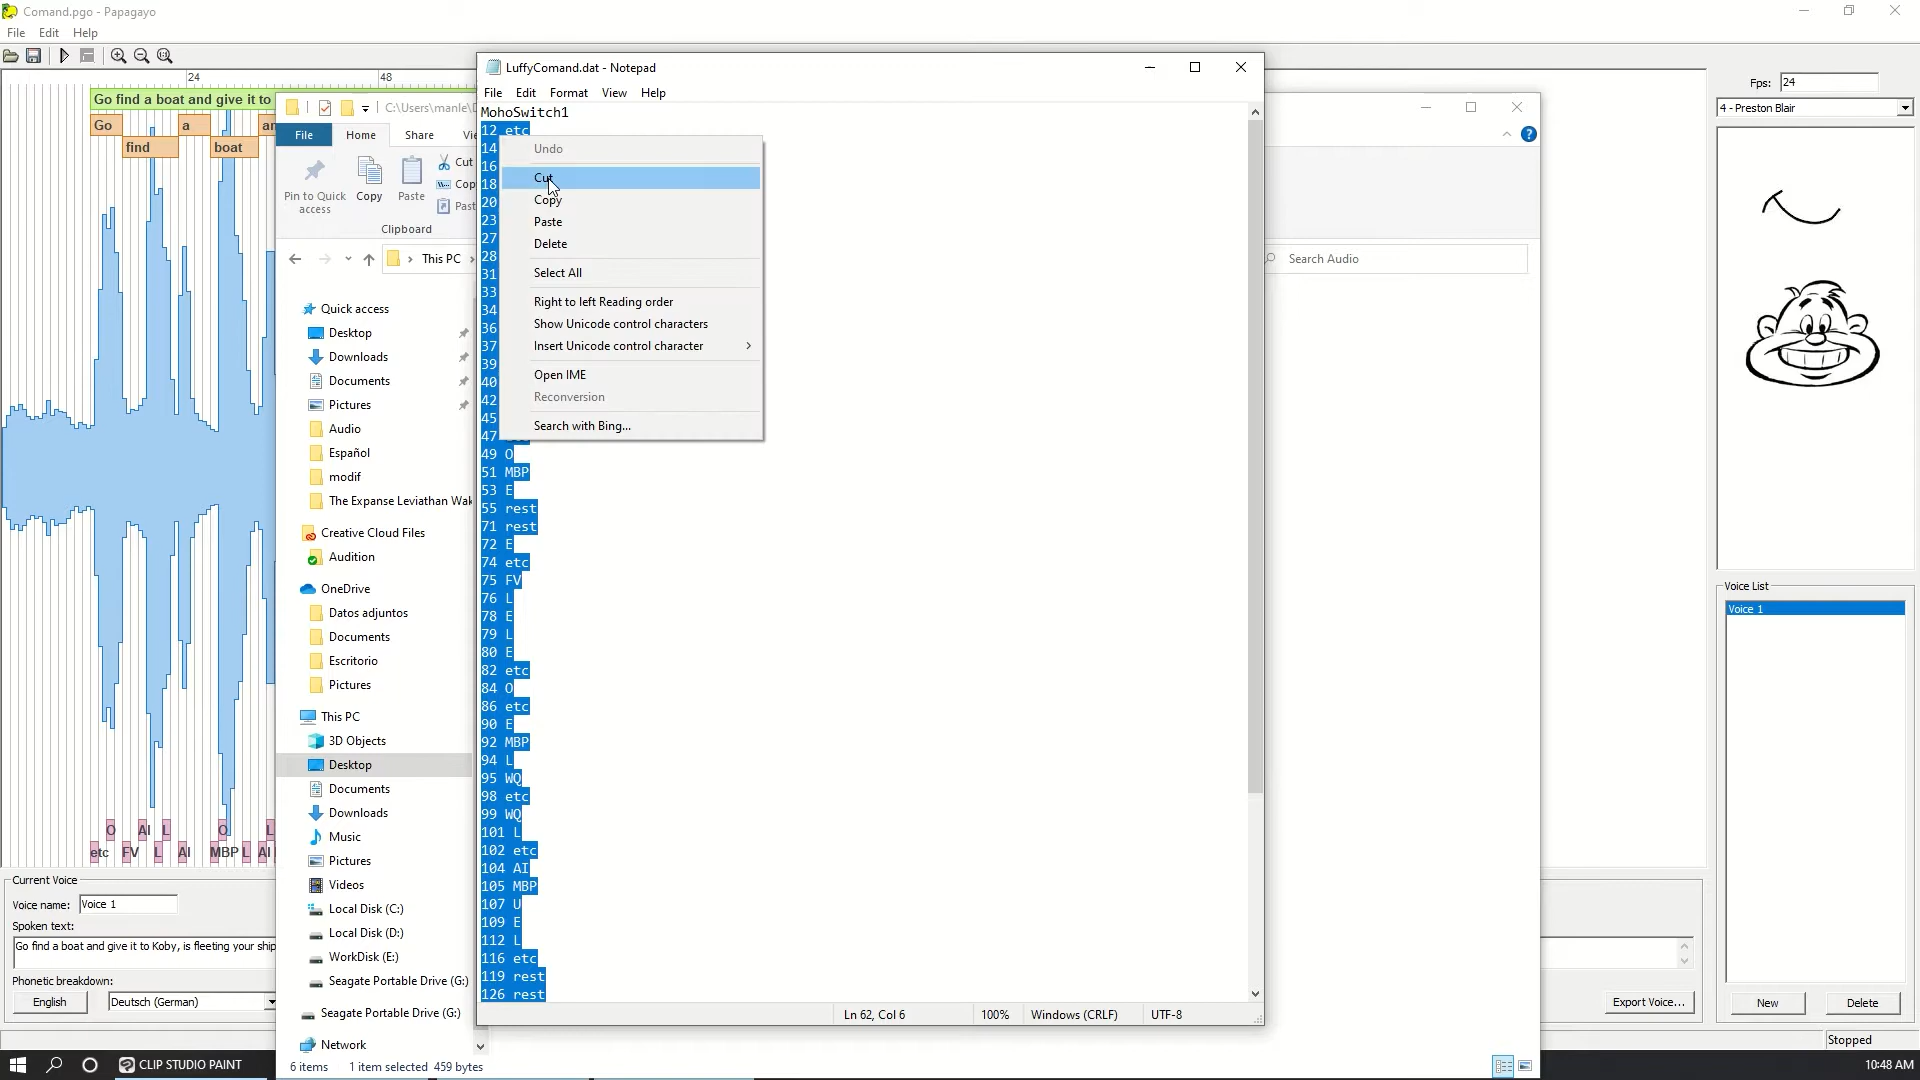 Comand.pgo - Papagayo
File Edit Help
24 48
Go find a boat and give it to
Go a an
find boat
O AI L O L
etc FV L AI MBP L AI
Current Voice
Voice name: Voice 1
Spoken text:
Go find a boat and give it to Koby, is fleeting your ship
Phonetic breakdown:
English Deutsch (German)
C:\Users\manle\D
File Home Share Vie
Pin to Quick access
Copy
Paste
Cut
Cop
Past
Clipboard
This PC
Search Audio
Quick access
Desktop
Downloads
Documents
Pictures
Audio
Español
modif
The Expanse Leviathan Wak
Creative Cloud Files
Audition
OneDrive
Datos adjuntos
Documents
Escritorio
Pictures
This PC
3D Objects
Desktop
Documents
Downloads
Music
Pictures
Videos
Local Disk (C:)
Local Disk (D:)
WorkDisk (E:)
Seagate Portable Drive (G:)
Seagate Portable Drive (G:)
Network
6 items 1 item selected 459 bytes
LuffyComand.dat - Notepad
File Edit Format View Help
MohoSwitch1
12 etc
14
16
18
20
23
27
28
31
33
34
36
37
39
40
42
45
47
49 O
51 MBP
53 E
55 rest
71 rest
72 E
74 etc
75 FV
76 L
78 E
79 L
80 E
82 etc
84 O
86 etc
90 E
92 MBP
94 L
95 WQ
98 etc
99 WQ
101 L
102 etc
104 AI
105 MBP
107 U
109 E
112 L
116 etc
119 rest
126 rest
Ln 62, Col 6 100% Windows (CRLF) UTF-8
Undo
Cut
Copy
Paste
Delete
Select All
Right to left Reading order
Show Unicode control characters
Insert Unicode control character
Open IME
Reconversion
Search with Bing...
Fps: 24
4 - Preston Blair
Voice List
Voice 1
Export Voice...
New Delete
Stopped
CLIP STUDIO PAINT
10:48 AM